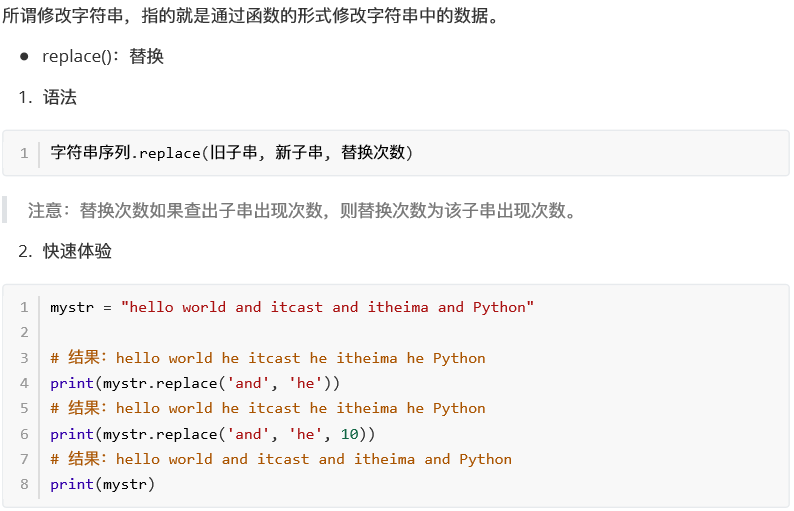 所谓修改字符串，指的就是通过函数的形式修改字符串中的数据。
● replace()：替换
1. 语法
1 字符串序列.replace(旧子串, 新子串, 替换次数)
注意：替换次数如果查出子串出现次数，则替换次数为该子串出现次数。
2. 快速体验
1 mystr = "hello world and itcast and itheima and Python"
2
3 # 结果：hello world he itcast he itheima he Python
4 print(mystr.replace('and', 'he'))
5 # 结果：hello world he itcast he itheima he Python
6 print(mystr.replace('and', 'he', 10))
7 # 结果：hello world and itcast and itheima and Python
8 print(mystr)